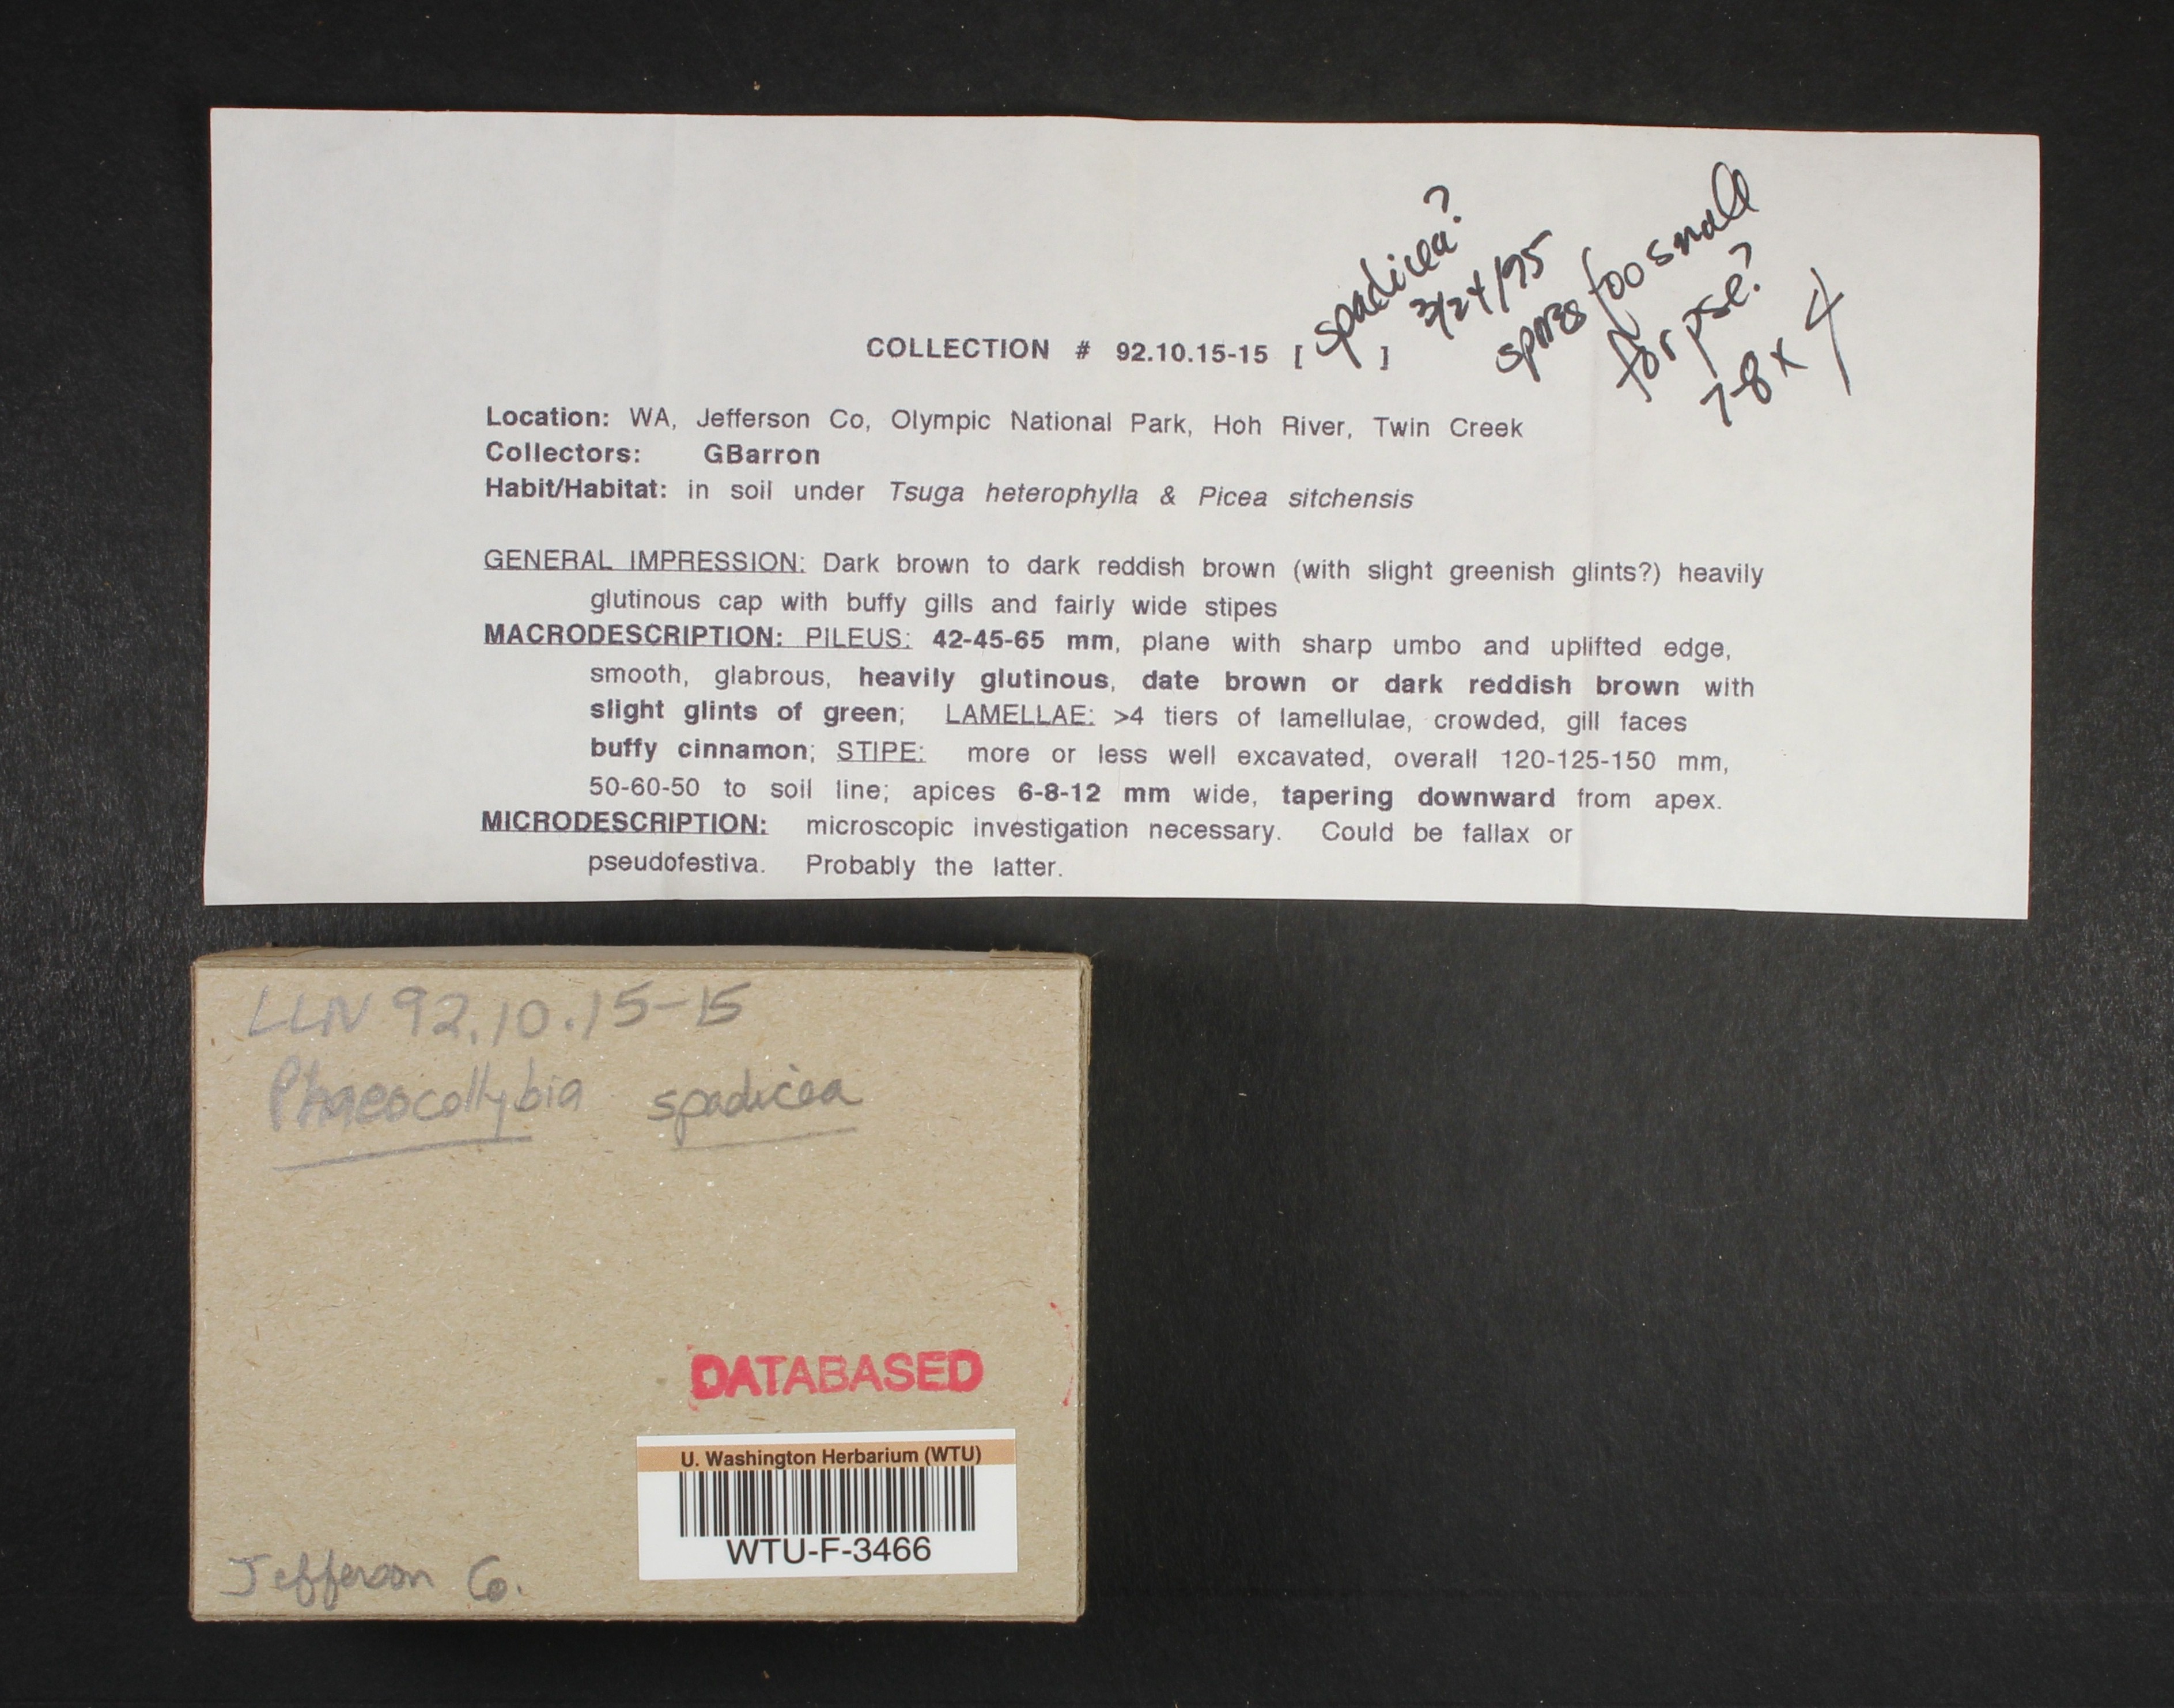 spadicea?
3/24/95
spores too small
for pse?
7-8 x 4
COLLECTION # 92.10.15-15 [ ]
Location: WA, Jefferson Co, Olympic National Park, Hoh River, Twin Creek
Collectors: GBarron
Habit/Habitat: in soil under Tsuga heterophylla & Picea sitchensis
GENERAL IMPRESSION: Dark brown to dark reddish brown (with slight greenish glints?) heavily
glutinous cap with buffy gills and fairly wide stipes
MACRODESCRIPTION: PILEUS: 42-45-65 mm, plane with sharp umbo and uplifted edge,
smooth, glabrous, heavily glutinous, date brown or dark reddish brown with
slight glints of green; LAMELLAE: >4 tiers of lamellulae, crowded, gill faces
buffy cinnamon; STIPE: more or less well excavated, overall 120-125-150 mm,
50-60-50 to soil line; apices 6-8-12 mm wide, tapering downward from apex.
MICRODESCRIPTION: microscopic investigation necessary. Could be fallax or
pseudofestiva. Probably the latter.
LLN 92.10.15-15
Phaeocollybia spadicea
DATABASED
U. Washington Herbarium (WTU)
WTU-F-3466
Jefferson Co.